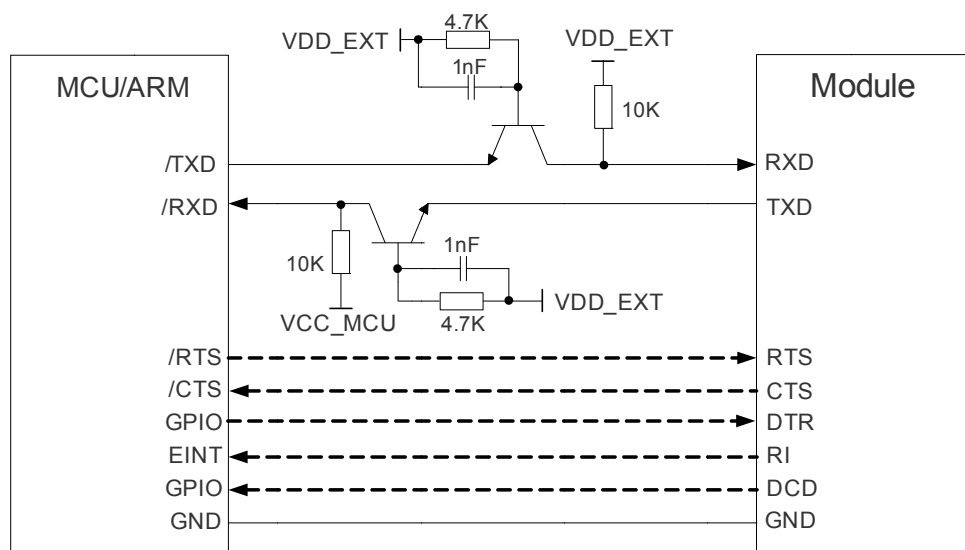 4.7K
VDD_EXT
VDD_EXT
1nF
MCU/ARM
Module
10K
/TXD
RXD
/RXD
TXD
1nF
10K
VDD_EXT
VCC_MCU
4.7K
/RTS
RTS
/CTS
CTS
GPIO
DTR
EINT
RI
GPIO
DCD
GND
GND